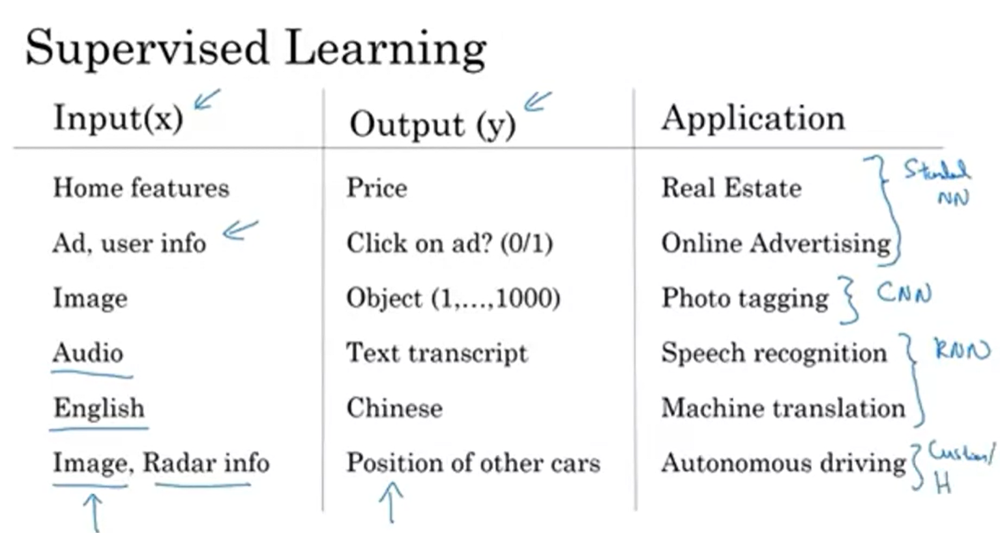 Supervised Learning
Input(x) Output (y) Application
Home features Price Real Estate
Standard
NN
Ad, user info Click on ad? (0/1) Online Advertising
Image Object (1,...,1000) Photo tagging CNN
Audio Text transcript Speech recognition RNN
English Chinese Machine translation
Image, Radar info Position of other cars Autonomous driving Custom/
H